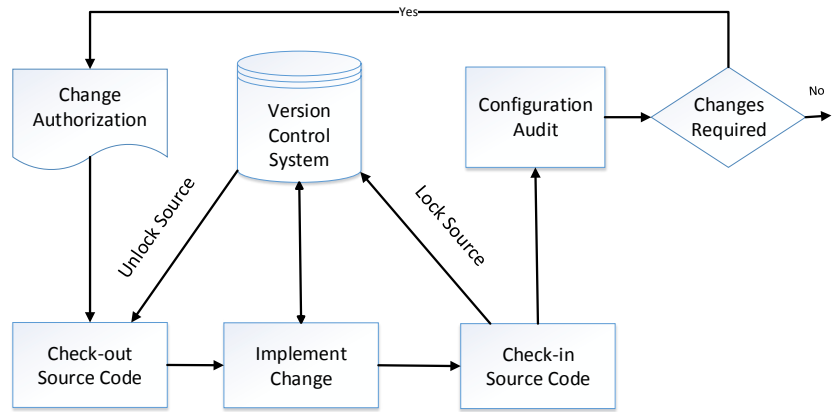 Yes
Change
Authorization
Version
Control
System
Configuration
Audit
Changes
Required
No
Unlock Source
Lock Source
Check-out
Source Code
Implement
Change
Check-in
Source Code